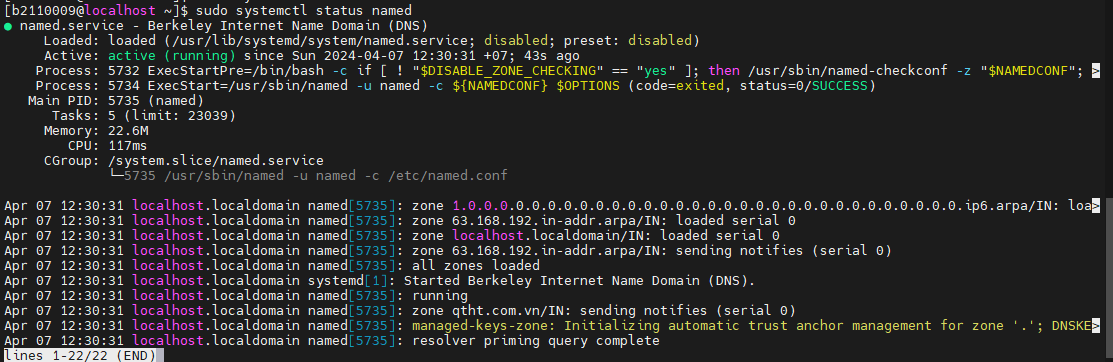 [b2110009@localhost ~]$ sudo systemctl status named
● named.service - Berkeley Internet Name Domain (DNS)
     Loaded: loaded (/usr/lib/systemd/system/named.service; disabled; preset: disabled)
     Active: active (running) since Sun 2024-04-07 12:30:31 +07; 43s ago
    Process: 5732 ExecStartPre=/bin/bash -c if [ ! "$DISABLE_ZONE_CHECKING" == "yes" ]; then /usr/sbin/named-checkconf -z "$NAMEDCONF"; >
    Process: 5734 ExecStart=/usr/sbin/named -u named -c ${NAMEDCONF} $OPTIONS (code=exited, status=0/SUCCESS)
   Main PID: 5735 (named)
      Tasks: 5 (limit: 23039)
     Memory: 22.6M
        CPU: 117ms
     CGroup: /system.slice/named.service
             └─5735 /usr/sbin/named -u named -c /etc/named.conf

Apr 07 12:30:31 localhost.localdomain named[5735]: zone 1.0.0.0.0.0.0.0.0.0.0.0.0.0.0.0.0.0.0.0.0.0.0.0.0.0.0.0.0.0.0.0.ip6.arpa/IN: loa>
Apr 07 12:30:31 localhost.localdomain named[5735]: zone 63.168.192.in-addr.arpa/IN: loaded serial 0
Apr 07 12:30:31 localhost.localdomain named[5735]: zone localhost.localdomain/IN: loaded serial 0
Apr 07 12:30:31 localhost.localdomain named[5735]: zone 63.168.192.in-addr.arpa/IN: sending notifies (serial 0)
Apr 07 12:30:31 localhost.localdomain named[5735]: all zones loaded
Apr 07 12:30:31 localhost.localdomain systemd[1]: Started Berkeley Internet Name Domain (DNS).
Apr 07 12:30:31 localhost.localdomain named[5735]: running
Apr 07 12:30:31 localhost.localdomain named[5735]: zone qtht.com.vn/IN: sending notifies (serial 0)
Apr 07 12:30:31 localhost.localdomain named[5735]: managed-keys-zone: Initializing automatic trust anchor management for zone '.'; DNSKE>
Apr 07 12:30:31 localhost.localdomain named[5735]: resolver priming query complete
lines 1-22/22 (END)